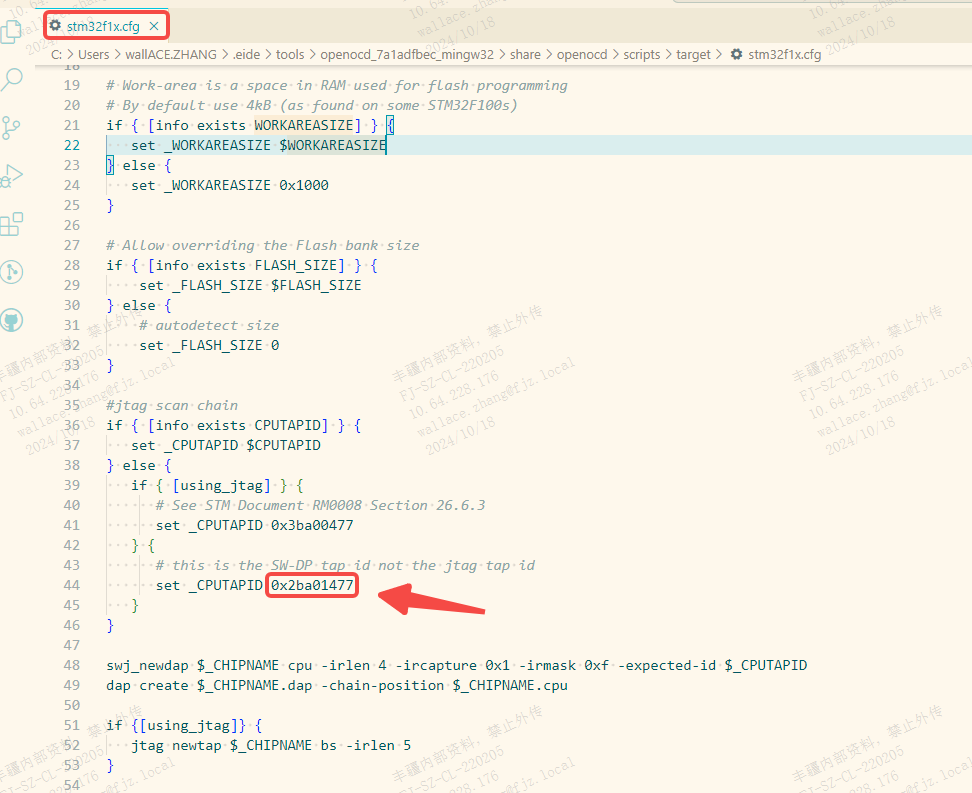 stm32f1x.cfg
C: > Users > wallACE.ZHANG > .eide > tools > openocd_7a1adfbec_mingw32 > share > openocd > scripts > target > stm32f1x.cfg
18
19 # Work-area is a space in RAM used for flash programming
20 # By default use 4kB (as found on some STM32F100s)
21 if { [info exists WORKAREASIZE] } {
22 set _WORKAREASIZE $WORKAREASIZE
23 } else {
24 set _WORKAREASIZE 0x1000
25 }
26
27 # Allow overriding the Flash bank size
28 if { [info exists FLASH_SIZE] } {
29 set _FLASH_SIZE $FLASH_SIZE
30 } else {
31 # autodetect size
32 set _FLASH_SIZE 0
33 }
34
35 #jtag scan chain
36 if { [info exists CPUTAPID] } {
37 set _CPUTAPID $CPUTAPID
38 } else {
39 if { [using_jtag] } {
40 # See STM Document RM0008 Section 26.6.3
41 set _CPUTAPID 0x3ba00477
42 } {
43 # this is the SW-DP tap id not the jtag tap id
44 set _CPUTAPID 0x2ba01477
45 }
46 }
47
48 swj_newdap $_CHIPNAME cpu -irlen 4 -ircapture 0x1 -irmask 0xf -expected-id $_CPUTAPID
49 dap create $_CHIPNAME.dap -chain-position $_CHIPNAME.cpu
50
51 if {[using_jtag]} {
52 jtag newtap $_CHIPNAME bs -irlen 5
53 }
54
丰疆内部资料，禁止外传
FJ-SZ-CL-220205
10.64.228.176
wallace.zhang@fjz.local
2024/10/18